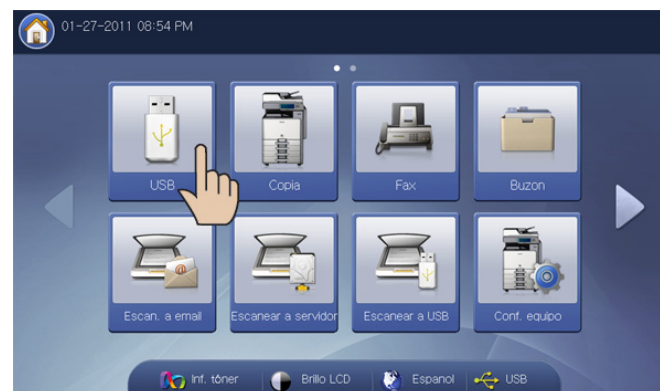 01-27-2011 08:54 PM
USB
Copia
Fax
Buzon
Escan. a email
Escanear a servidor
Escanear a USB
Conf. equipo
Inf. tóner
Brillo LCD
Espanol
USB